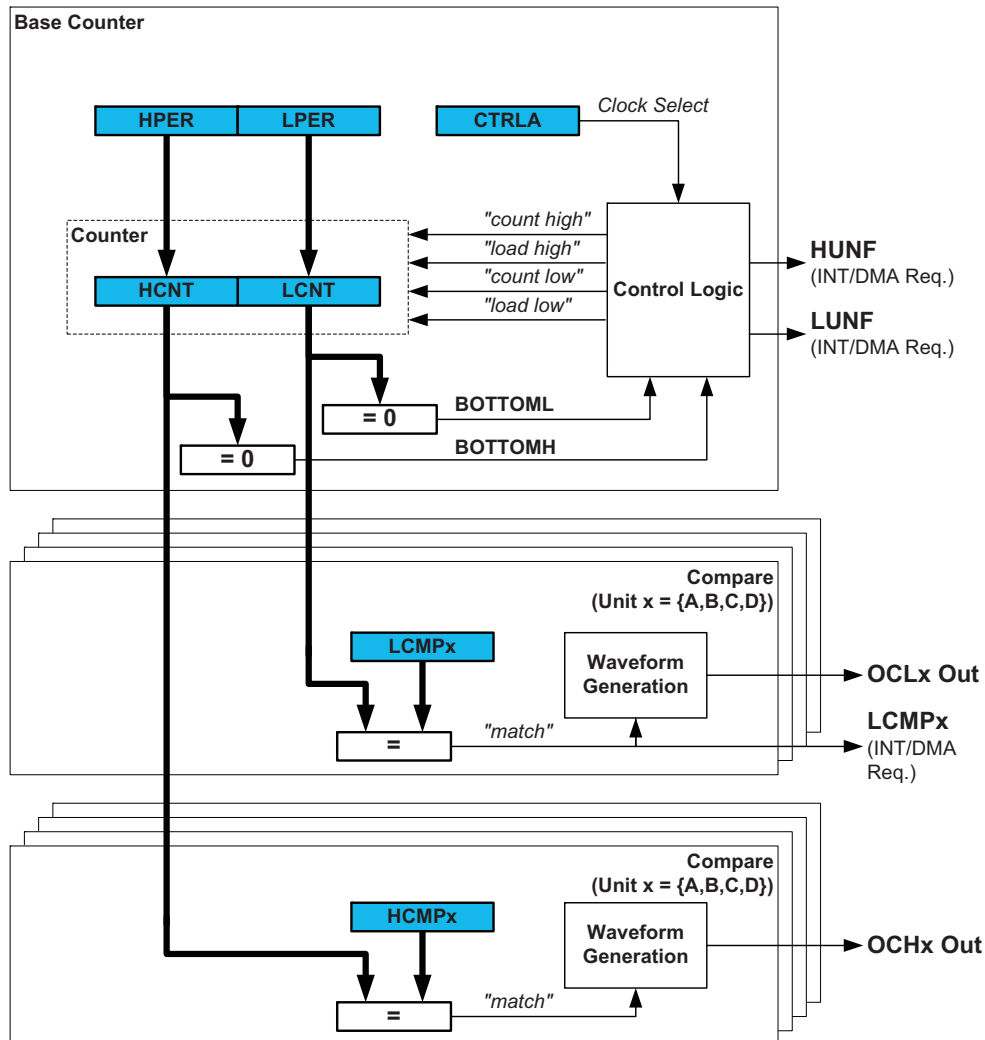 Base Counter
HPER
LPER
CTRLA
Clock Select
Counter
"count high"
"load high"
"count low"
"load low"
HCNT
LCNT
Control Logic
HUNF
(INT/DMA Req.)
LUNF
(INT/DMA Req.)
= 0
BOTTOML
= 0
BOTTOMH
Compare
(Unit x = {A,B,C,D})
LCMPx
Waveform
Generation
OCLx Out
=
"match"
LCMPx
(INT/DMA
Req.)
Compare
(Unit x = {A,B,C,D})
HCMPx
Waveform
Generation
OCHx Out
=
"match"